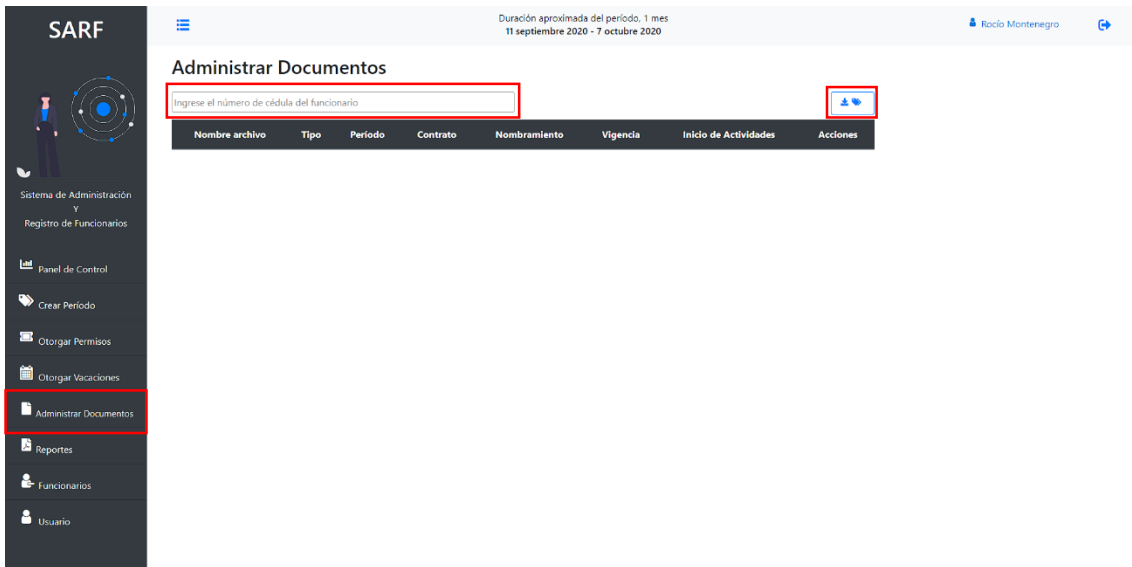 SARF
Sistema de Administración
Y
Registro de Funcionarios
Panel de Control
Crear Período
Otorgar Permisos
Otorgar Vacaciones
Administrar Documentos
Reportes
Funcionarios
Usuario
Duración aproximada del período, 1 mes
11 septiembre 2020 - 7 octubre 2020
Rocío Montenegro
Administrar Documentos
Ingrese el número de cédula del funcionario
Nombre archivo Tipo Período Contrato Nombramiento Vigencia Inicio de Actividades Acciones